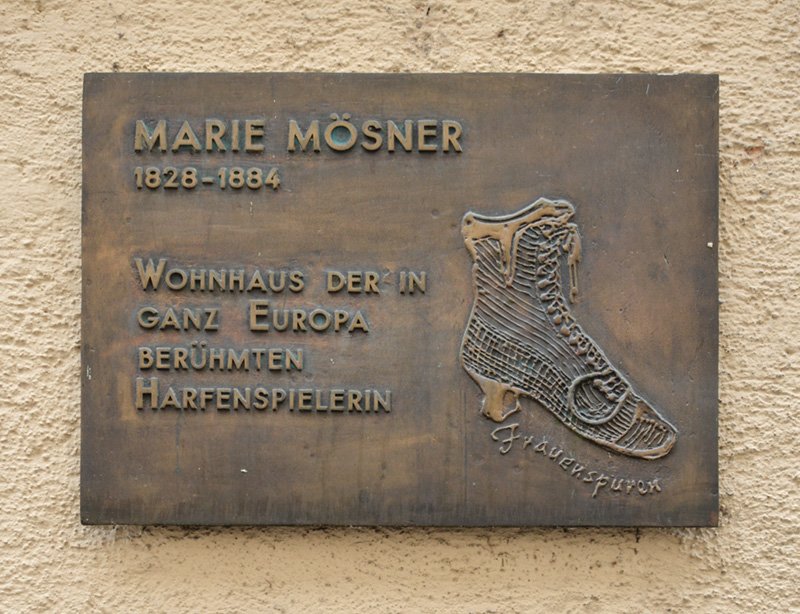 MARIE MÖSNER
1828-1884
WOHNHAUS DER IN
GANZ EUROPA
BERÜHMTEN
HARFENSPIELERIN
Frauenspuren